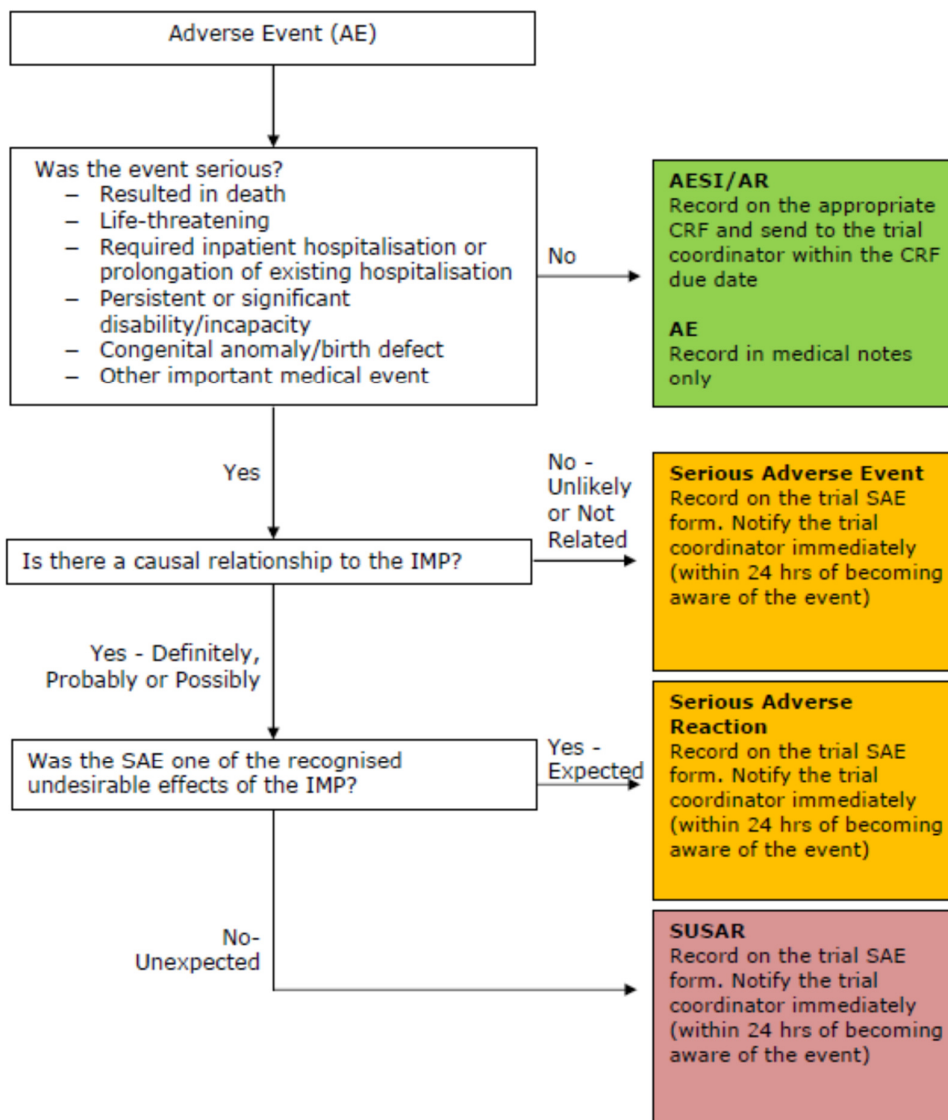 Adverse Event (AE)
Was the event serious?
– Resulted in death
– Life-threatening
– Required inpatient hospitalisation or
prolongation of existing hospitalisation
– Persistent or significant
disability/incapacity
– Congenital anomaly/birth defect
– Other important medical event
No
AESI/AR
Record on the appropriate
CRF and send to the trial
coordinator within the CRF
due date
AE
Record in medical notes
only
Yes
No -
Unlikely
or Not
Related
Serious Adverse Event
Record on the trial SAE
form. Notify the trial
coordinator immediately
(within 24 hrs of becoming
aware of the event)
Is there a causal relationship to the IMP?
Yes - Definitely,
Probably or Possibly
Was the SAE one of the recognised
undesirable effects of the IMP?
Yes -
Expected
Serious Adverse
Reaction
Record on the trial SAE
form. Notify the trial
coordinator immediately
(within 24 hrs of becoming
aware of the event)
No-
Unexpected
SUSAR
Record on the trial SAE
form. Notify the trial
coordinator immediately
(within 24 hrs of becoming
aware of the event)